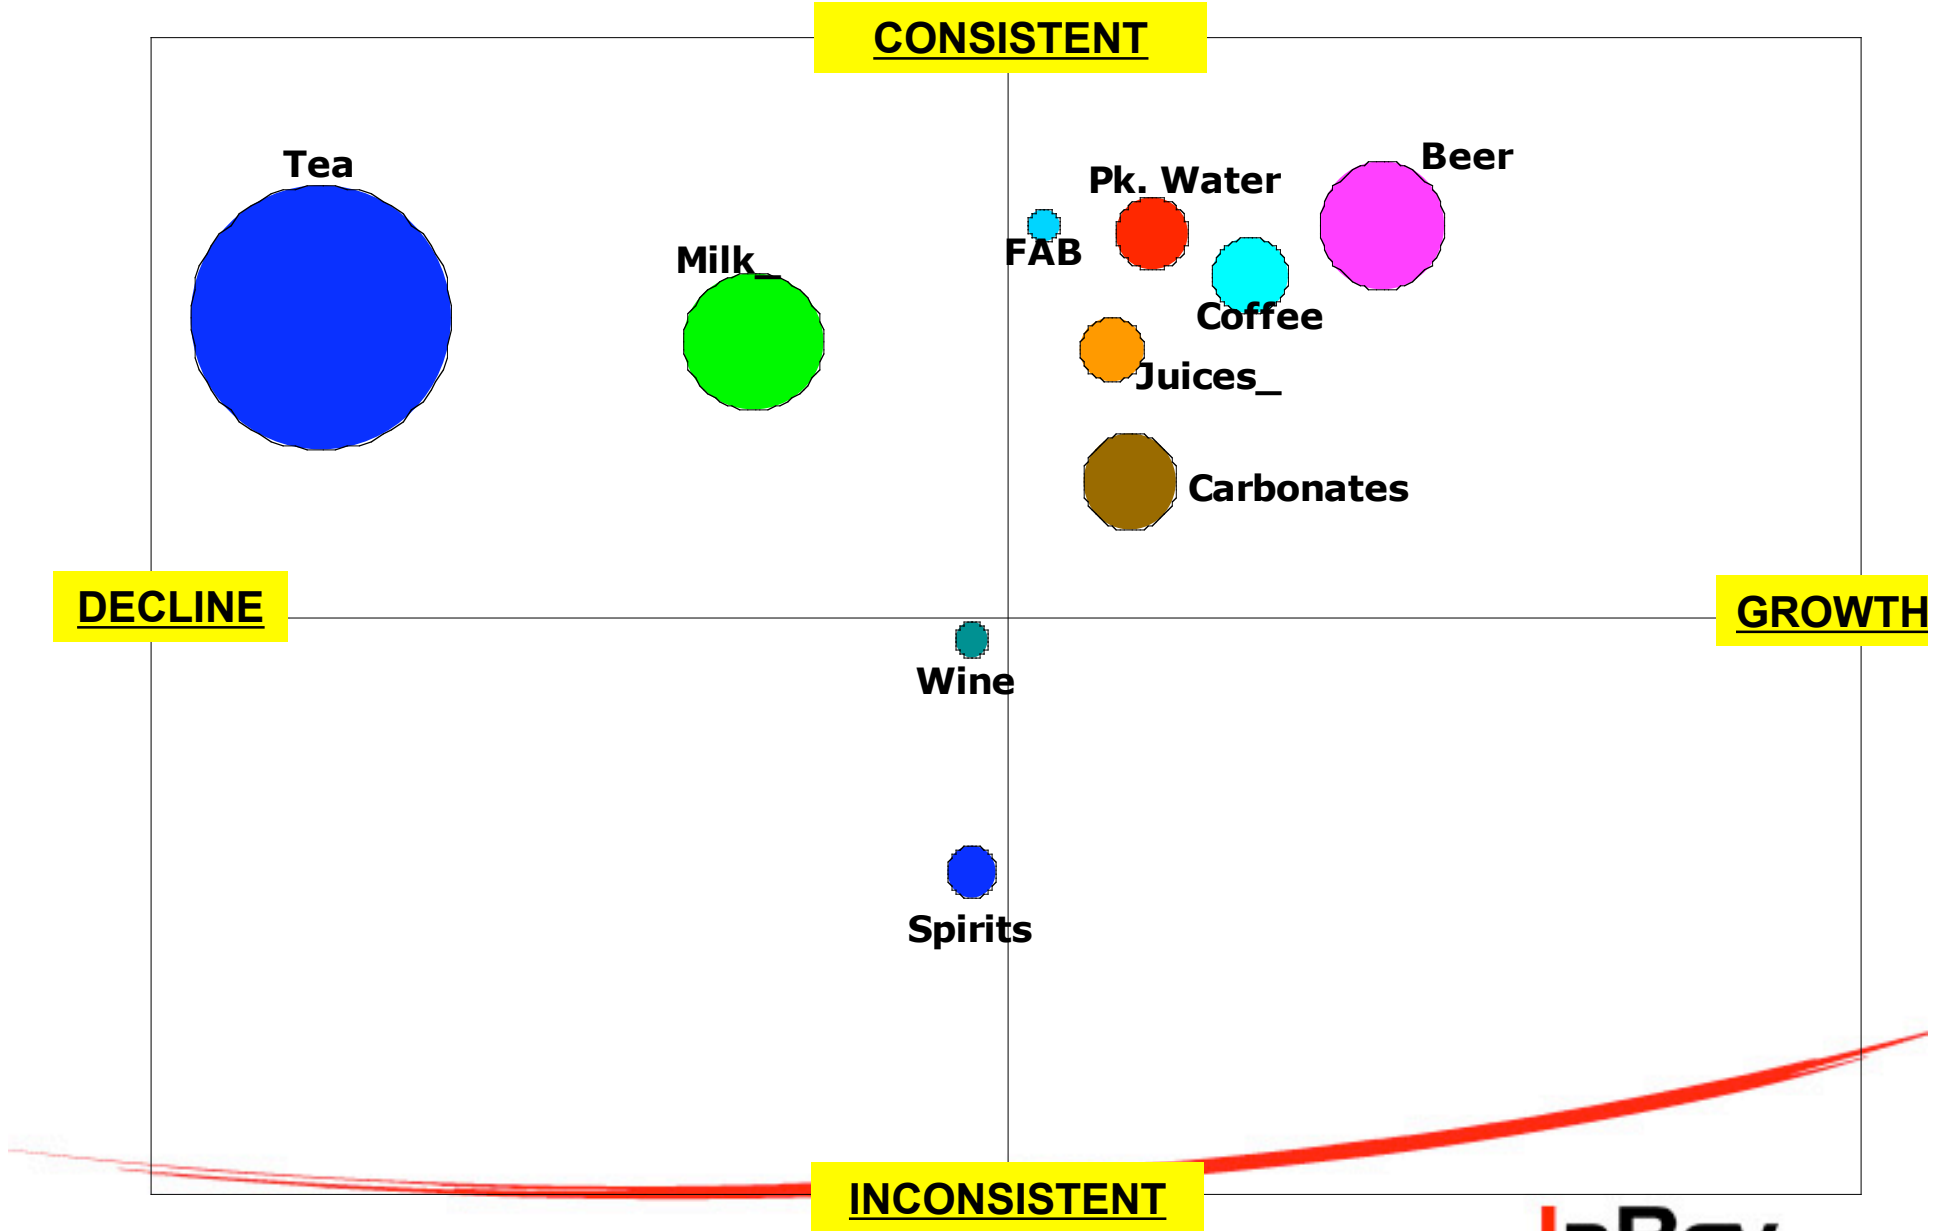 CONSISTENT
Tea
Beer
Pk. Water
Milk_
FAB
Coffee
Juices_
Carbonates
DECLINE
GROWTH
Wine
Spirits
INCONSISTENT